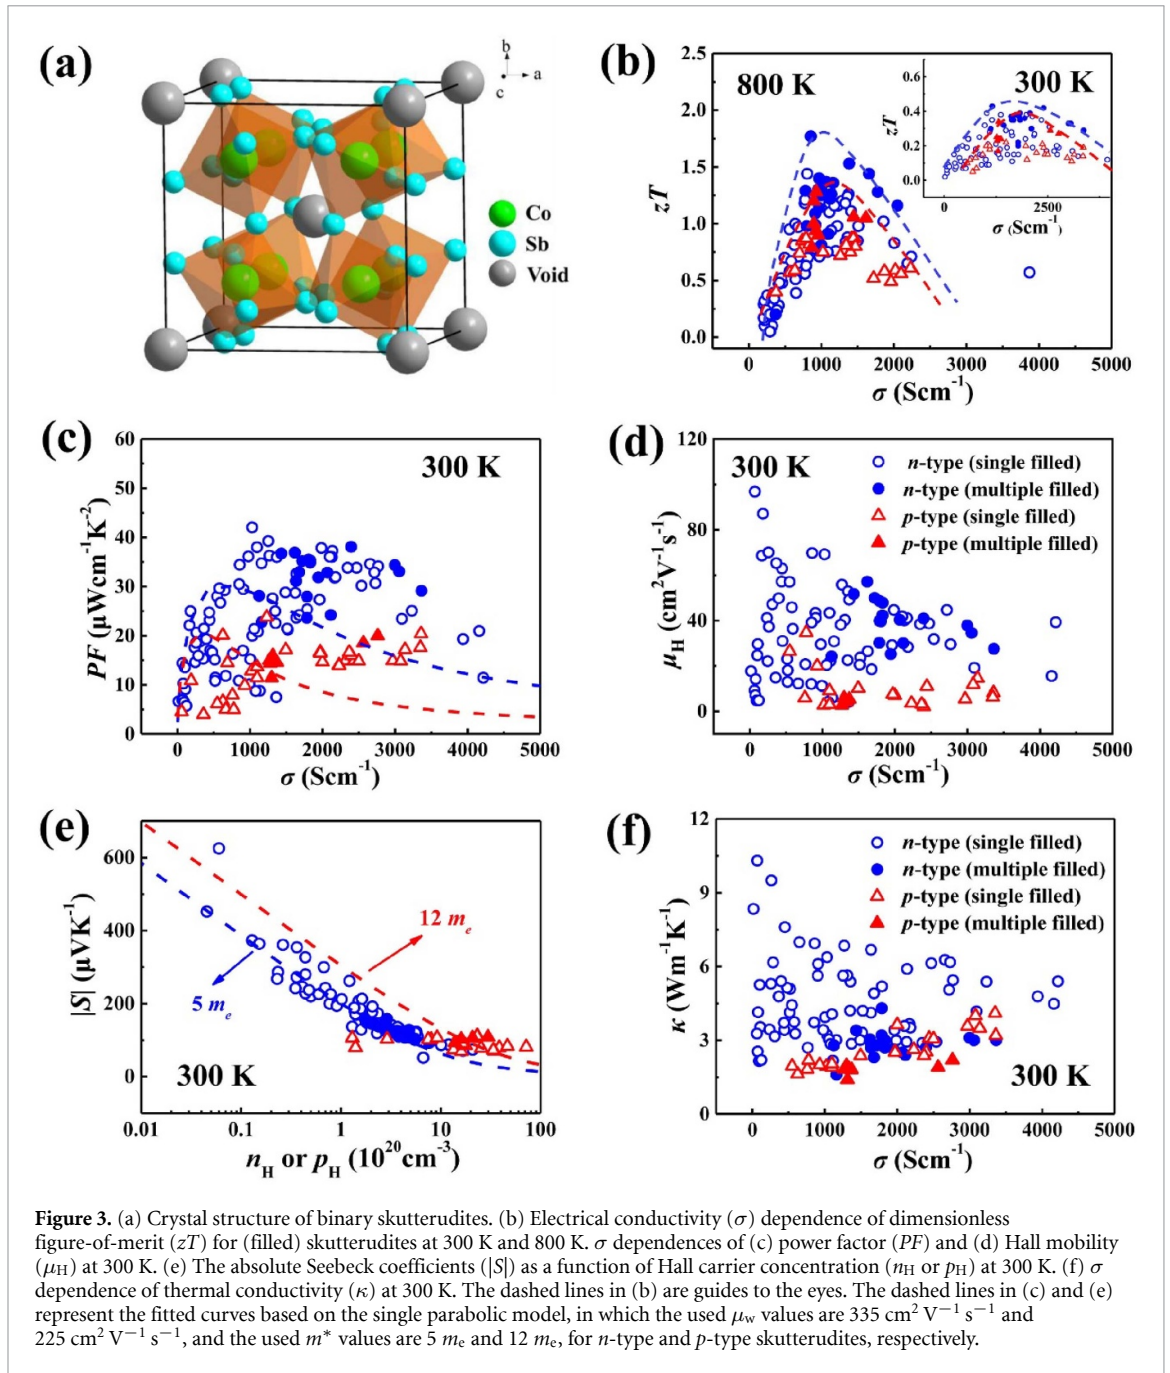 (a)
b
a
c
Co
Sb
Void
(b)
800 K
300 K
zT
2.5
2.0
1.5
1.0
0.5
0.0
0 1000 2000 3000 4000 5000
σ (Scm⁻¹)
zT
0.6
0.4
0.2
0.0
0 2500
σ (Scm⁻¹)
(c)
300 K
PF (μWcm⁻¹K⁻²)
60
50
40
30
20
10
0
0 1000 2000 3000 4000 5000
σ (Scm⁻¹)
(d)
300 K
n-type (single filled)
n-type (multiple filled)
p-type (single filled)
p-type (multiple filled)
μH (cm²V⁻¹s⁻¹)
120
80
40
0
0 1000 2000 3000 4000 5000
σ (Scm⁻¹)
(e)
|S| (μVK⁻¹)
600
400
200
0
12 me
5 me
300 K
0.01 0.1 1 10 100
nH or pH (10²⁰cm⁻³)
(f)
n-type (single filled)
n-type (multiple filled)
p-type (single filled)
p-type (multiple filled)
κ (Wm⁻¹K⁻¹)
12
9
6
3
0
300 K
0 1000 2000 3000 4000 5000
σ (Scm⁻¹)
Figure 3. (a) Crystal structure of binary skutterudites. (b) Electrical conductivity (σ) dependence of dimensionless
figure-of-merit (zT) for (filled) skutterudites at 300 K and 800 K. σ dependences of (c) power factor (PF) and (d) Hall mobility
(μH) at 300 K. (e) The absolute Seebeck coefficients (|S|) as a function of Hall carrier concentration (nH or pH) at 300 K. (f) σ
dependence of thermal conductivity (κ) at 300 K. The dashed lines in (b) are guides to the eyes. The dashed lines in (c) and (e)
represent the fitted curves based on the single parabolic model, in which the used μw values are 335 cm² V⁻¹ s⁻¹ and
225 cm² V⁻¹ s⁻¹, and the used m* values are 5 me and 12 me, for n-type and p-type skutterudites, respectively.